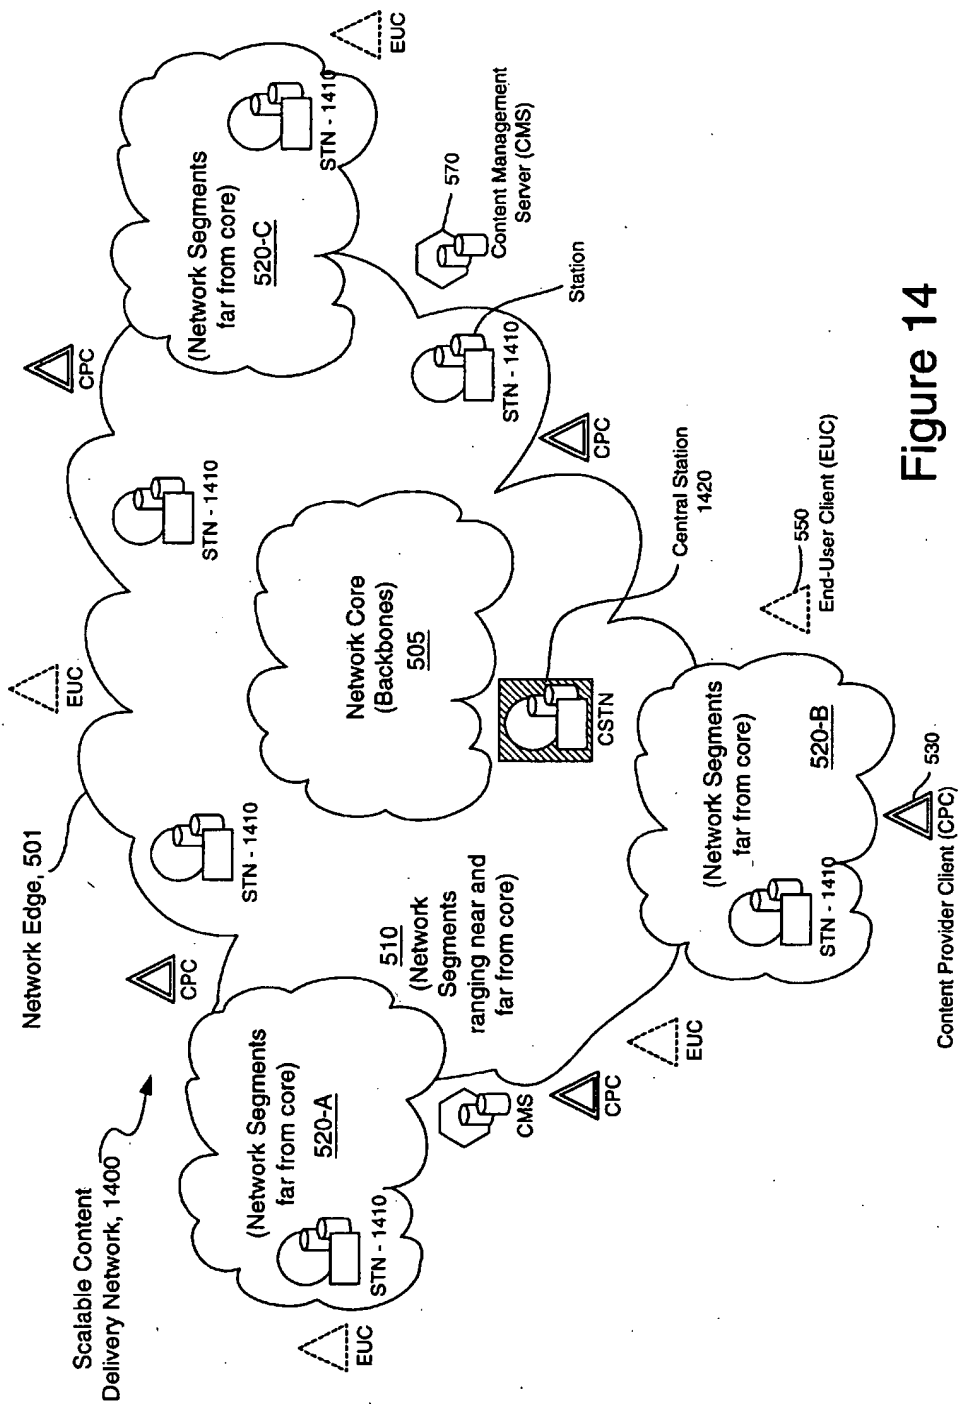 Scalable Content
Delivery Network, 1400
Network Edge, 501
EUC
CPC
EUC
CPC
EUC
(Network Segments
far from core)
520-A
STN - 1410
STN - 1410
STN - 1410
(Network Segments
far from core)
520-C
STN - 1410
510
(Network
Segments
ranging near and
far from core)
Network Core
(Backbones)
505
CSTN
Central Station
1420
STN - 1410
Station
570
Content Management
Server (CMS)
CMS
CPC
EUC
CPC
(Network Segments
far from core)
520-B
STN - 1410
550
End-User Client (EUC)
530
Content Provider Client (CPC)
Figure 14